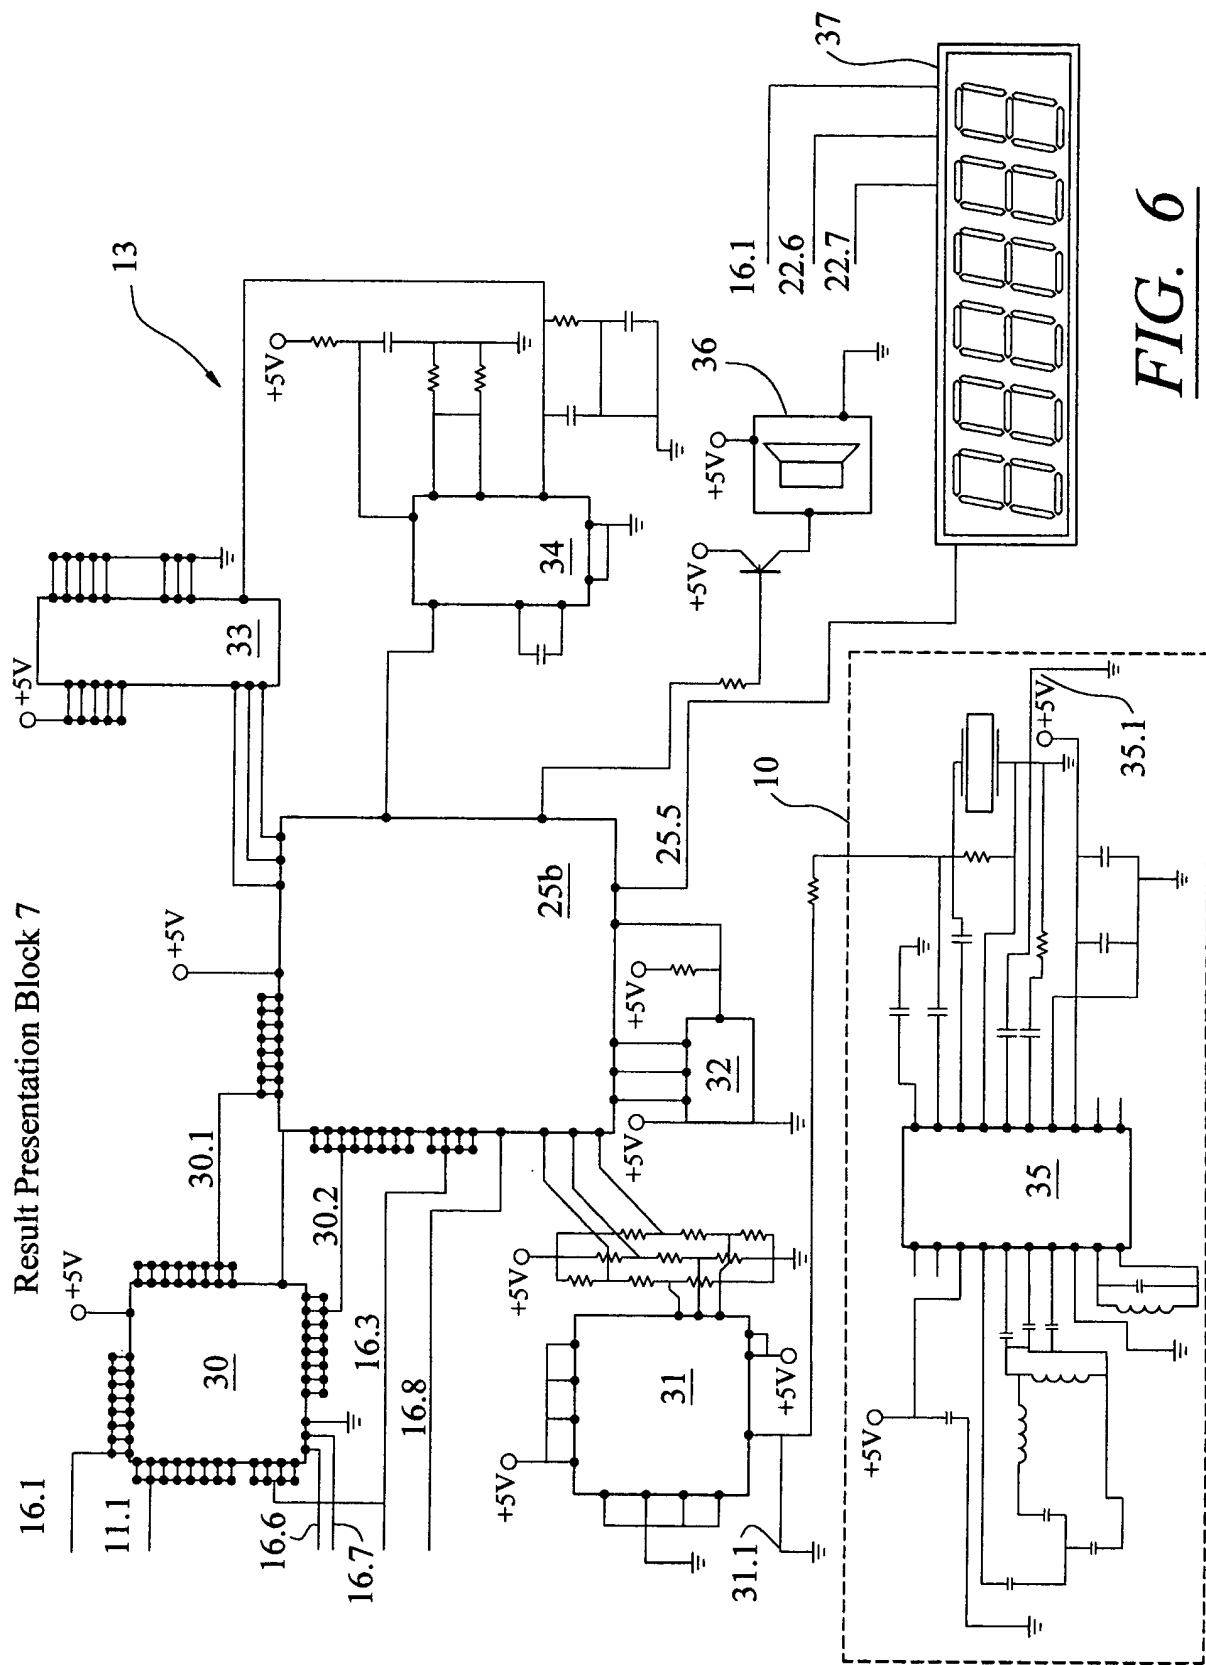 Result Presentation Block 7
13
+5V
33
+5V
+5V
30.1
+5V
30
16.1
11.1
16.6
16.7
30.2
16.3
16.8
25b
34
+5V
16.1
22.6
22.7
37
36
+5V
+5V
25.5
+5V
32
+5V
+5V
31
+5V
+5V
31.1
10
35
+5V
35.1
+5V
FIG. 6